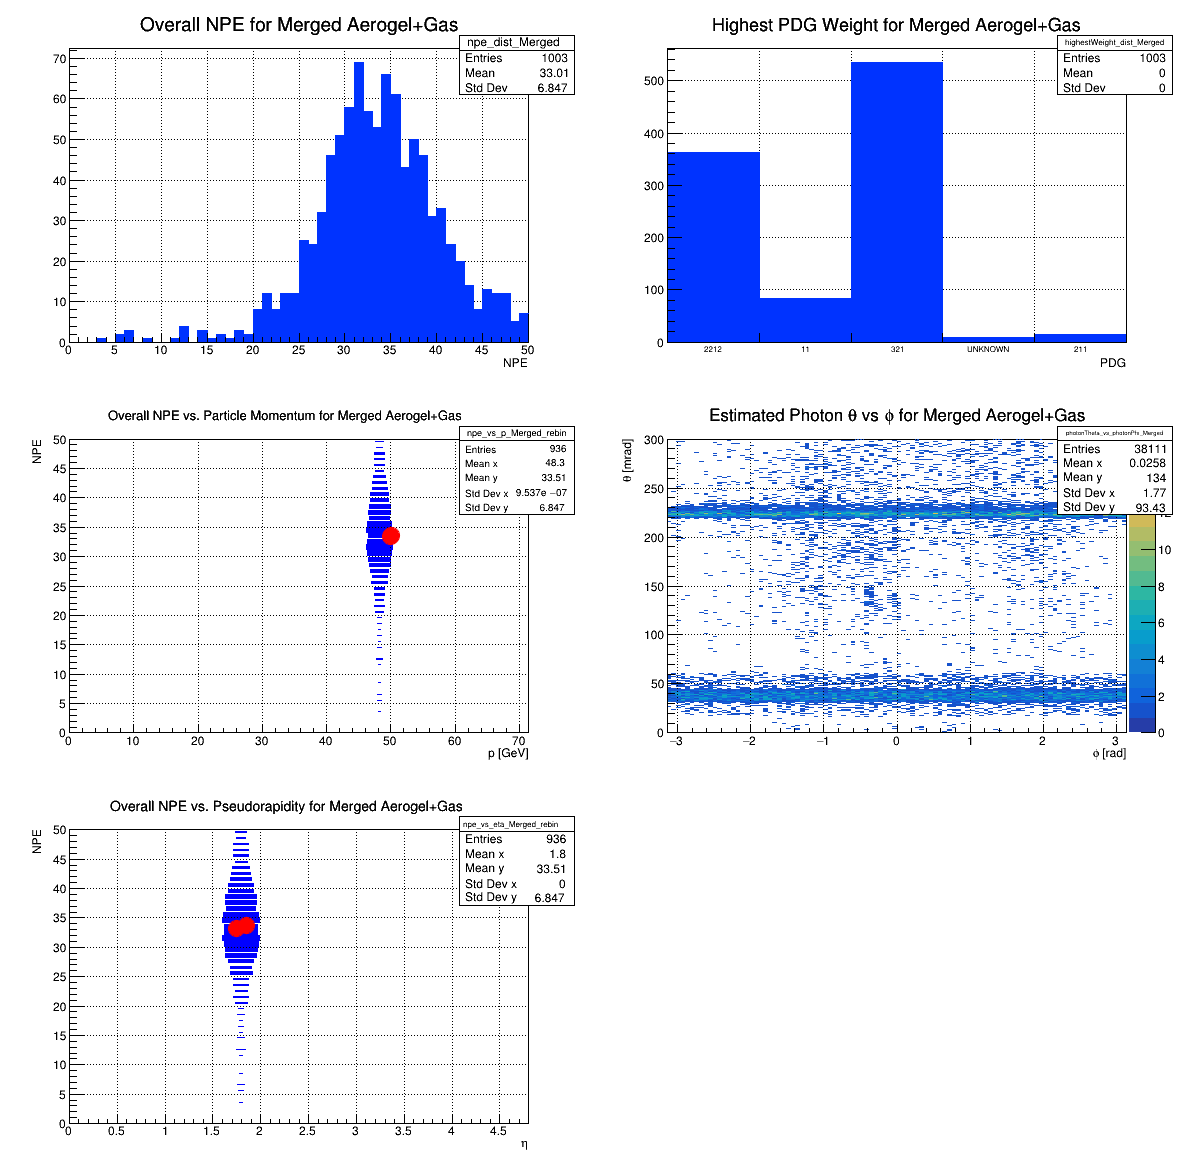 Overall NPE for Merged Aerogel+Gas
npe_dist_Merged
Entries 1003
Mean 33.01
Std Dev 6.847
70
60
50
40
30
20
10
0
0 5 10 15 20 25 30 35 40 45 50
NPE
Highest PDG Weight for Merged Aerogel+Gas
highestWeight_dist_Merged
Entries 1003
Mean 0
Std Dev 0
500
400
300
200
100
0
2212 11 321 UNKNOWN 211
PDG
Overall NPE vs. Particle Momentum for Merged Aerogel+Gas
npe_vs_p_Merged_rebin
Entries 936
Mean x 48.3
Mean y 33.51
Std Dev x 9.537e −07
Std Dev y 6.847
NPE
50
45
40
35
30
25
20
15
10
5
0
0 10 20 30 40 50 60 70
p [GeV]
Estimated Photon θ vs ϕ for Merged Aerogel+Gas
photonTheta_vs_photonPhi_Merged
Entries 38111
Mean x 0.0258
Mean y 134
Std Dev x 1.77
Std Dev y 93.43
θ [mrad]
300
250
200
150
100
50
0
−3 −2 −1 0 1 2 3
ϕ [rad]
12
10
8
6
4
2
0
Overall NPE vs. Pseudorapidity for Merged Aerogel+Gas
npe_vs_eta_Merged_rebin
Entries 936
Mean x 1.8
Mean y 33.51
Std Dev x 0
Std Dev y 6.847
NPE
50
45
40
35
30
25
20
15
10
5
0
0 0.5 1 1.5 2 2.5 3 3.5 4 4.5
η